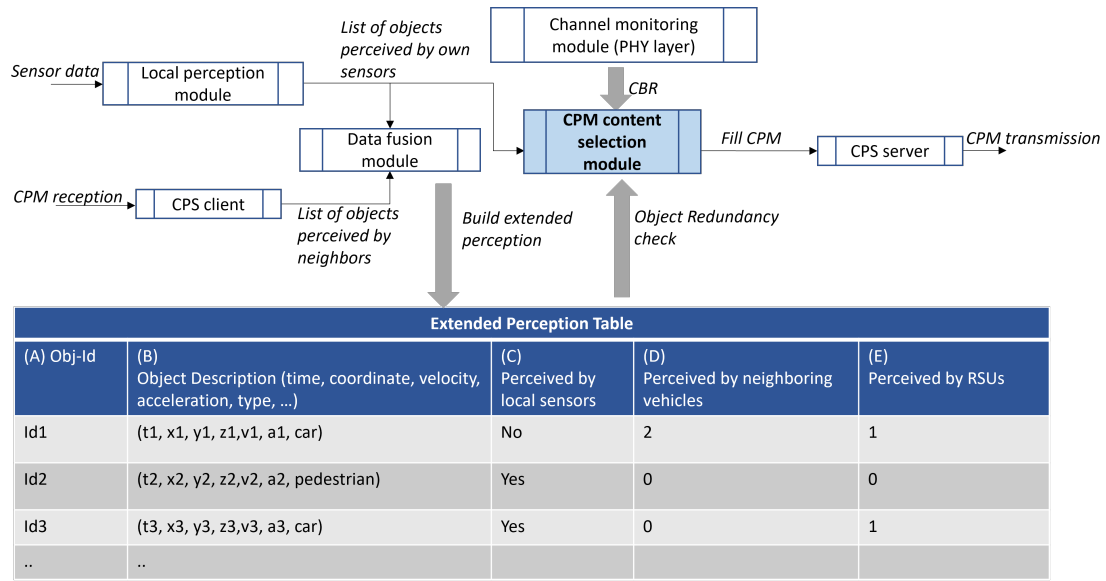 Sensor data
Local perception
module
List of objects
perceived by own
sensors
Channel monitoring
module (PHY layer)
CBR
Data fusion
module
CPM content
selection
module
Fill CPM
CPS server
CPM transmission
CPM reception
CPS client
List of objects
perceived by
neighbors
Build extended
perception
Object Redundancy
check
Extended Perception Table
(A) Obj-Id
(B)
Object Description (time, coordinate, velocity,
acceleration, type, …)
(C)
Perceived by
local sensors
(D)
Perceived by neighboring
vehicles
(E)
Perceived by RSUs
Id1 (t1, x1, y1, z1,v1, a1, car) No 2 1
Id2 (t2, x2, y2, z2,v2, a2, pedestrian) Yes 0 0
Id3 (t3, x3, y3, z3,v3, a3, car) Yes 0 1
.. ..